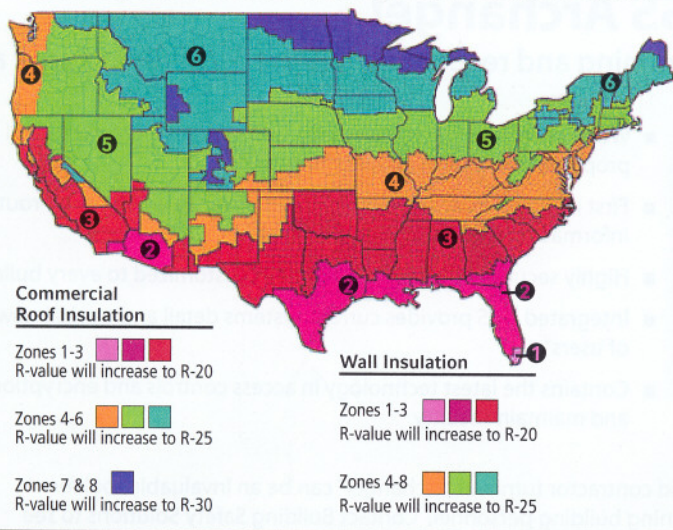 6
4
6
5
5
4
3
3
2
2
2
1
Commercial
Roof Insulation
Zones 1-3
R-value will increase to R-20
Zones 4-6
R-value will increase to R-25
Zones 7 & 8
R-value will increase to R-30
Wall Insulation
Zones 1-3
R-value will increase to R-20
Zones 4-8
R-value will increase to R-25